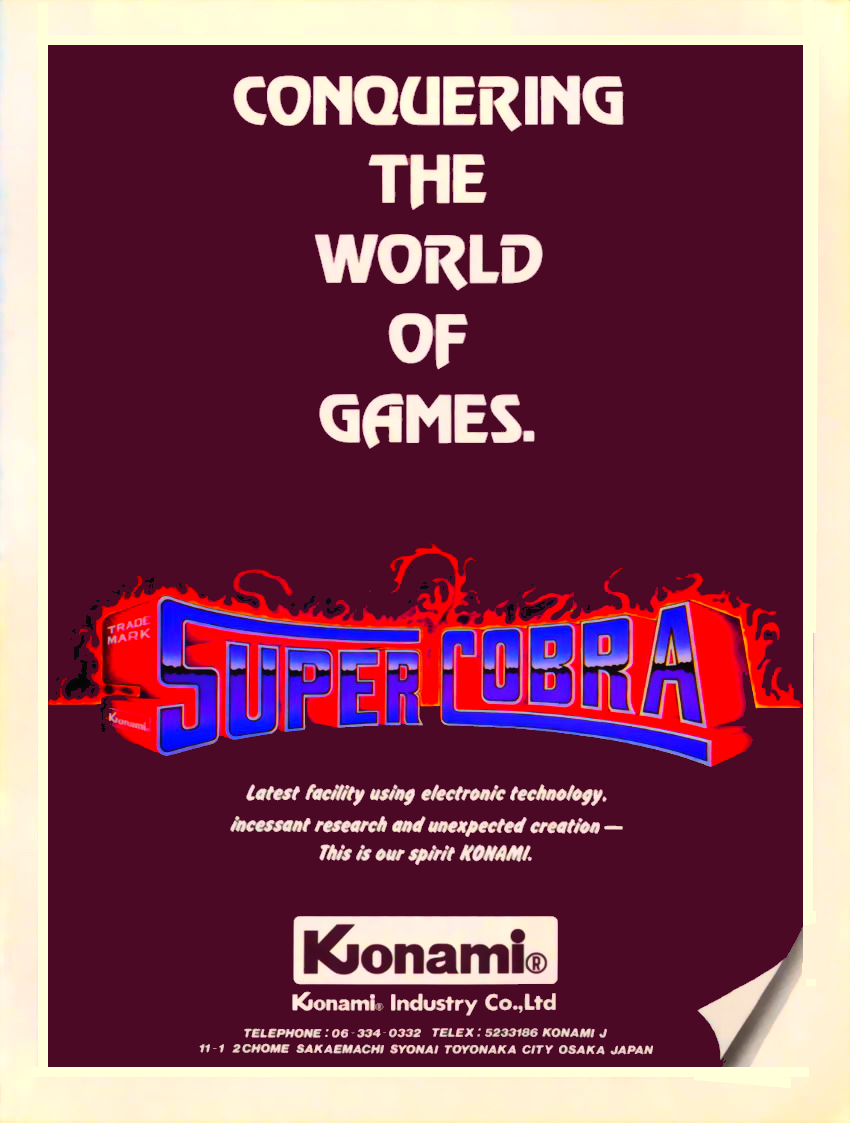 CONQUERING
THE
WORLD
OF
GAMES.
TRADE
MARK
SUPER COBRA
Konami
Latest facility using electronic technology.
incessant research and unexpected creation —
This is our spirit KONAMI.
Konami®
Konami® Industry Co.,Ltd
TELEPHONE : 06-334-0332 TELEX : 5233186 KONAMI J
11-1 2CHOME SAKAEMACHI SYONAI TOYONAKA CITY OSAKA JAPAN